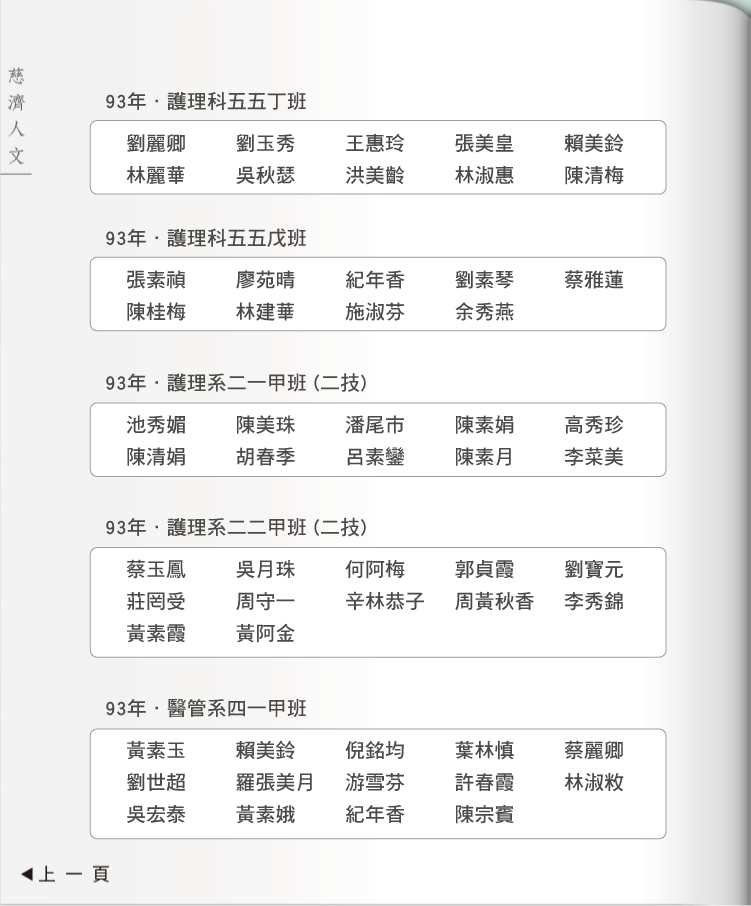 慈濟人文
93年·護理科五五丁班
劉麗卿 劉玉秀 王惠玲 張美皇 賴美鈴
林麗華 吳秋瑟 洪美齡 林淑惠 陳清梅
93年·護理科五五戊班
張素禎 廖苑晴 紀年香 劉素琴 蔡雅蓮
陳桂梅 林建華 施淑芬 余秀燕
93年·護理系二一甲班(二技)
池秀媚 陳美珠 潘尾市 陳素娟 高秀珍
陳清娟 胡春季 呂素鑾 陳素月 李菜美
93年·護理系二二甲班(二技)
蔡玉鳳 吳月珠 何阿梅 郭貞霞 劉寶元
莊罔受 周守一 辛林恭子 周黃秋香 李秀錦
黃素霞 黃阿金
93年·醫管系四一甲班
黃素玉 賴美鈴 倪銘均 葉林慎 蔡麗卿
劉世超 羅張美月 游雪芬 許春霞 林淑敉
吳宏泰 黃素娥 紀年香 陳宗賓
◀上一頁